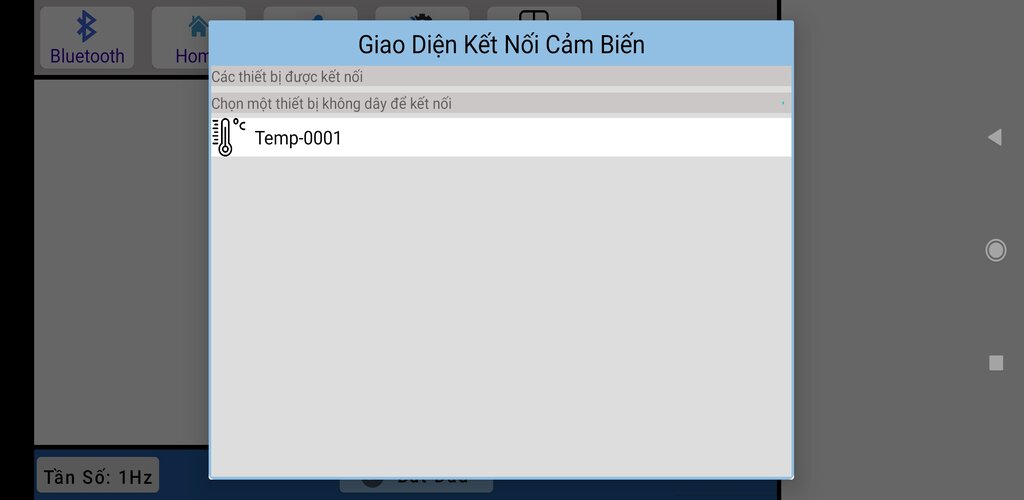 Bluetooth
Hom
Giao Diện Kết Nối Cảm Biến
Các thiết bị được kết nối
Chọn một thiết bị không dây để kết nối
°C
Temp-0001
Tần Số: 1Hz